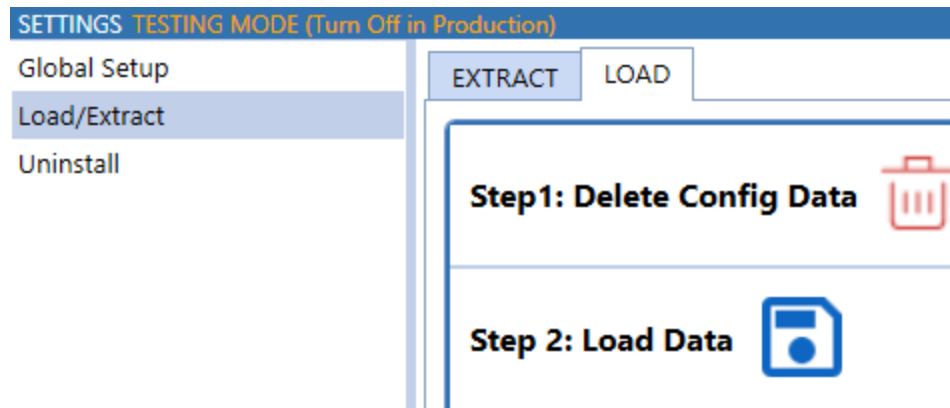 SETTINGS TESTING MODE (Turn Off in Production)
Global Setup
Load/Extract
Uninstall
EXTRACT LOAD
Step1: Delete Config Data
Step 2: Load Data